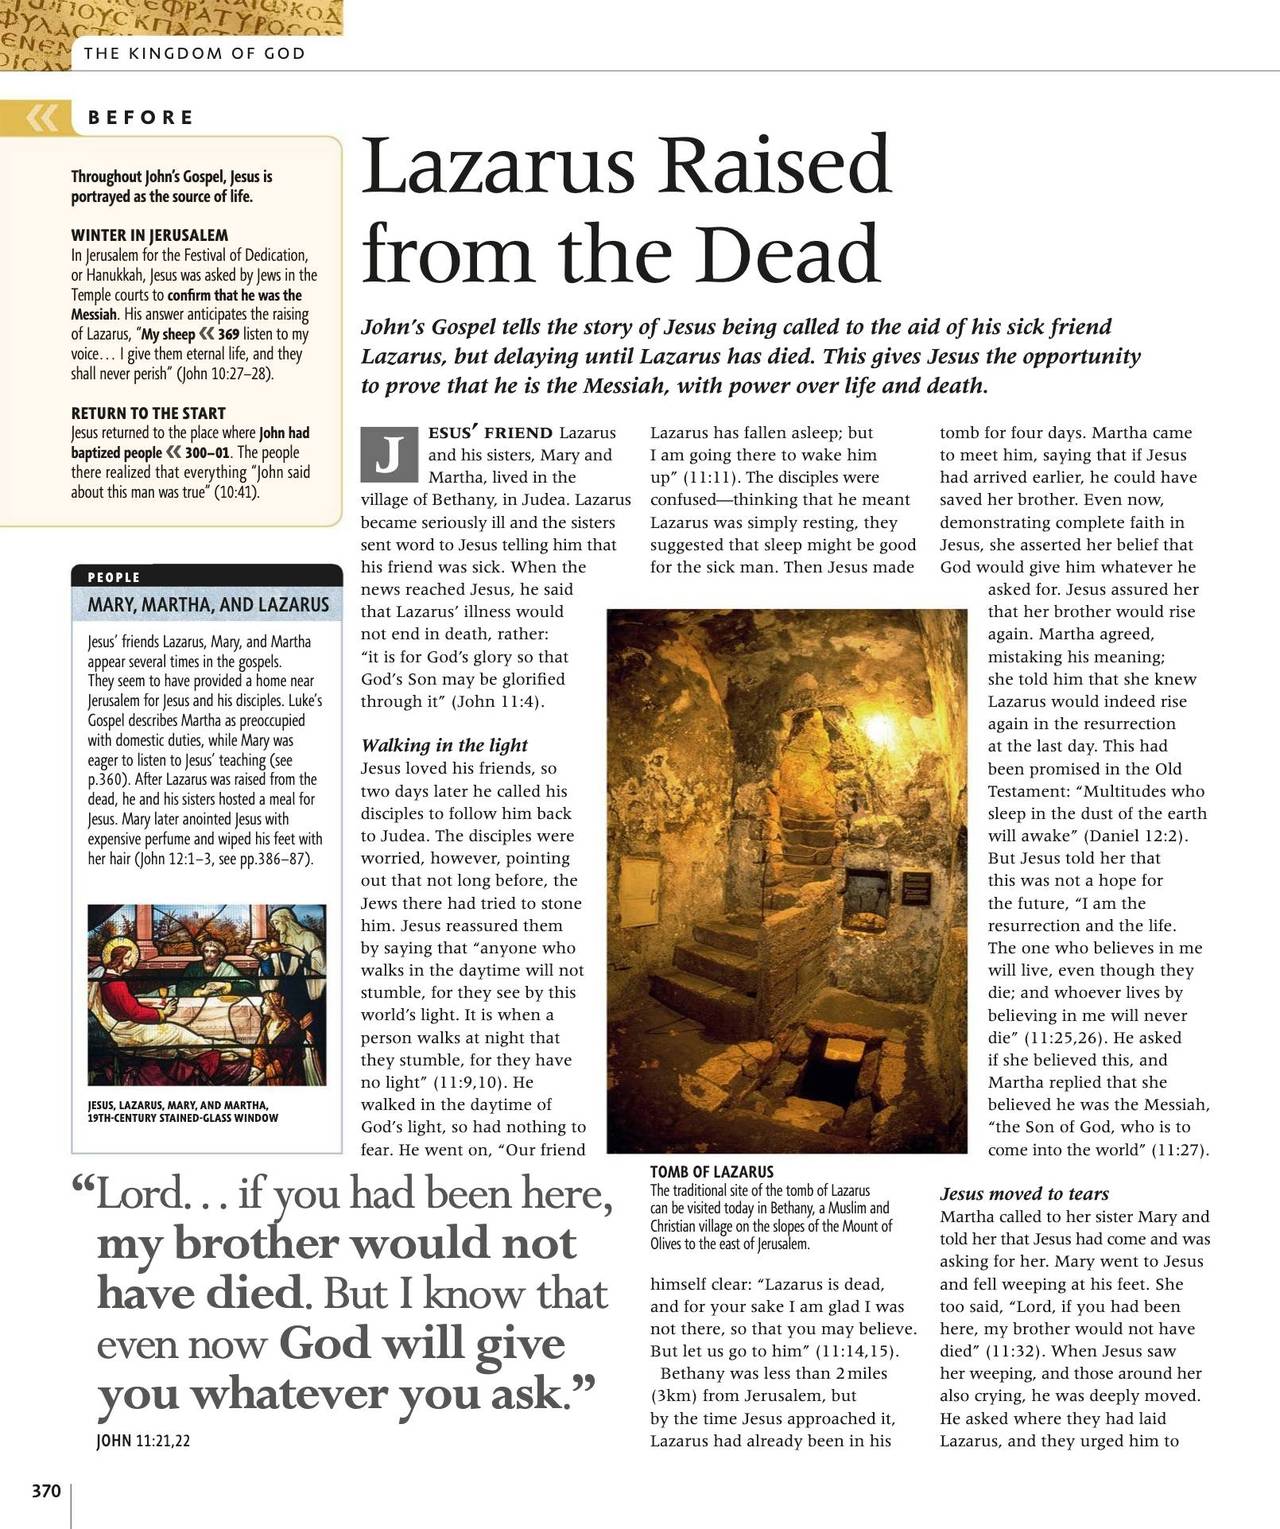 THE KINGDOM OF GOD
BEFORE
Throughout John's Gospel, Jesus is
portrayed as the source of life.
WINTER IN JERUSALEM
In Jerusalem for the Festival of Dedication,
or Hanukkah, Jesus was asked by Jews in the
Temple courts to confirm that he was the
Messiah. His answer anticipates the raising
of Lazarus, “My sheep « 369 listen to my
voice… I give them eternal life, and they
shall never perish” (John 10:27–28).
RETURN TO THE START
Jesus returned to the place where John had
baptized people « 300–01. The people
there realized that everything “John said
about this man was true” (10:41).
PEOPLE
MARY, MARTHA, AND LAZARUS
Jesus' friends Lazarus, Mary, and Martha
appear several times in the gospels.
They seem to have provided a home near
Jerusalem for Jesus and his disciples. Luke's
Gospel describes Martha as preoccupied
with domestic duties, while Mary was
eager to listen to Jesus' teaching (see
p.360). After Lazarus was raised from the
dead, he and his sisters hosted a meal for
Jesus. Mary later anointed Jesus with
expensive perfume and wiped his feet with
her hair (John 12:1–3, see pp.386–87).
JESUS, LAZARUS, MARY, AND MARTHA,
19TH-CENTURY STAINED-GLASS WINDOW
Lazarus Raised
from the Dead
John's Gospel tells the story of Jesus being called to the aid of his sick friend
Lazarus, but delaying until Lazarus has died. This gives Jesus the opportunity
to prove that he is the Messiah, with power over life and death.
JESUS' FRIEND Lazarus
and his sisters, Mary and
Martha, lived in the
village of Bethany, in Judea. Lazarus
became seriously ill and the sisters
sent word to Jesus telling him that
his friend was sick. When the
news reached Jesus, he said
that Lazarus' illness would
not end in death, rather:
“it is for God's glory so that
God's Son may be glorified
through it” (John 11:4).
Walking in the light
Jesus loved his friends, so
two days later he called his
disciples to follow him back
to Judea. The disciples were
worried, however, pointing
out that not long before, the
Jews there had tried to stone
him. Jesus reassured them
by saying that “anyone who
walks in the daytime will not
stumble, for they see by this
world's light. It is when a
person walks at night that
they stumble, for they have
no light” (11:9,10). He
walked in the daytime of
God's light, so had nothing to
fear. He went on, “Our friend
Lazarus has fallen asleep; but
I am going there to wake him
up” (11:11). The disciples were
confused—thinking that he meant
Lazarus was simply resting, they
suggested that sleep might be good
for the sick man. Then Jesus made
TOMB OF LAZARUS
The traditional site of the tomb of Lazarus
can be visited today in Bethany, a Muslim and
Christian village on the slopes of the Mount of
Olives to the east of Jerusalem.
himself clear: “Lazarus is dead,
and for your sake I am glad I was
not there, so that you may believe.
But let us go to him” (11:14,15).
Bethany was less than 2 miles
(3km) from Jerusalem, but
by the time Jesus approached it,
Lazarus had already been in his
tomb for four days. Martha came
to meet him, saying that if Jesus
had arrived earlier, he could have
saved her brother. Even now,
demonstrating complete faith in
Jesus, she asserted her belief that
God would give him whatever he
asked for. Jesus assured her
that her brother would rise
again. Martha agreed,
mistaking his meaning;
she told him that she knew
Lazarus would indeed rise
again in the resurrection
at the last day. This had
been promised in the Old
Testament: “Multitudes who
sleep in the dust of the earth
will awake” (Daniel 12:2).
But Jesus told her that
this was not a hope for
the future, “I am the
resurrection and the life.
The one who believes in me
will live, even though they
die; and whoever lives by
believing in me will never
die” (11:25,26). He asked
if she believed this, and
Martha replied that she
believed he was the Messiah,
“the Son of God, who is to
come into the world” (11:27).
Jesus moved to tears
Martha called to her sister Mary and
told her that Jesus had come and was
asking for her. Mary went to Jesus
and fell weeping at his feet. She
too said, “Lord, if you had been
here, my brother would not have
died” (11:32). When Jesus saw
her weeping, and those around her
also crying, he was deeply moved.
He asked where they had laid
Lazarus, and they urged him to
“Lord… if you had been here,
my brother would not
have died. But I know that
even now God will give
you whatever you ask.”
JOHN 11:21,22
370